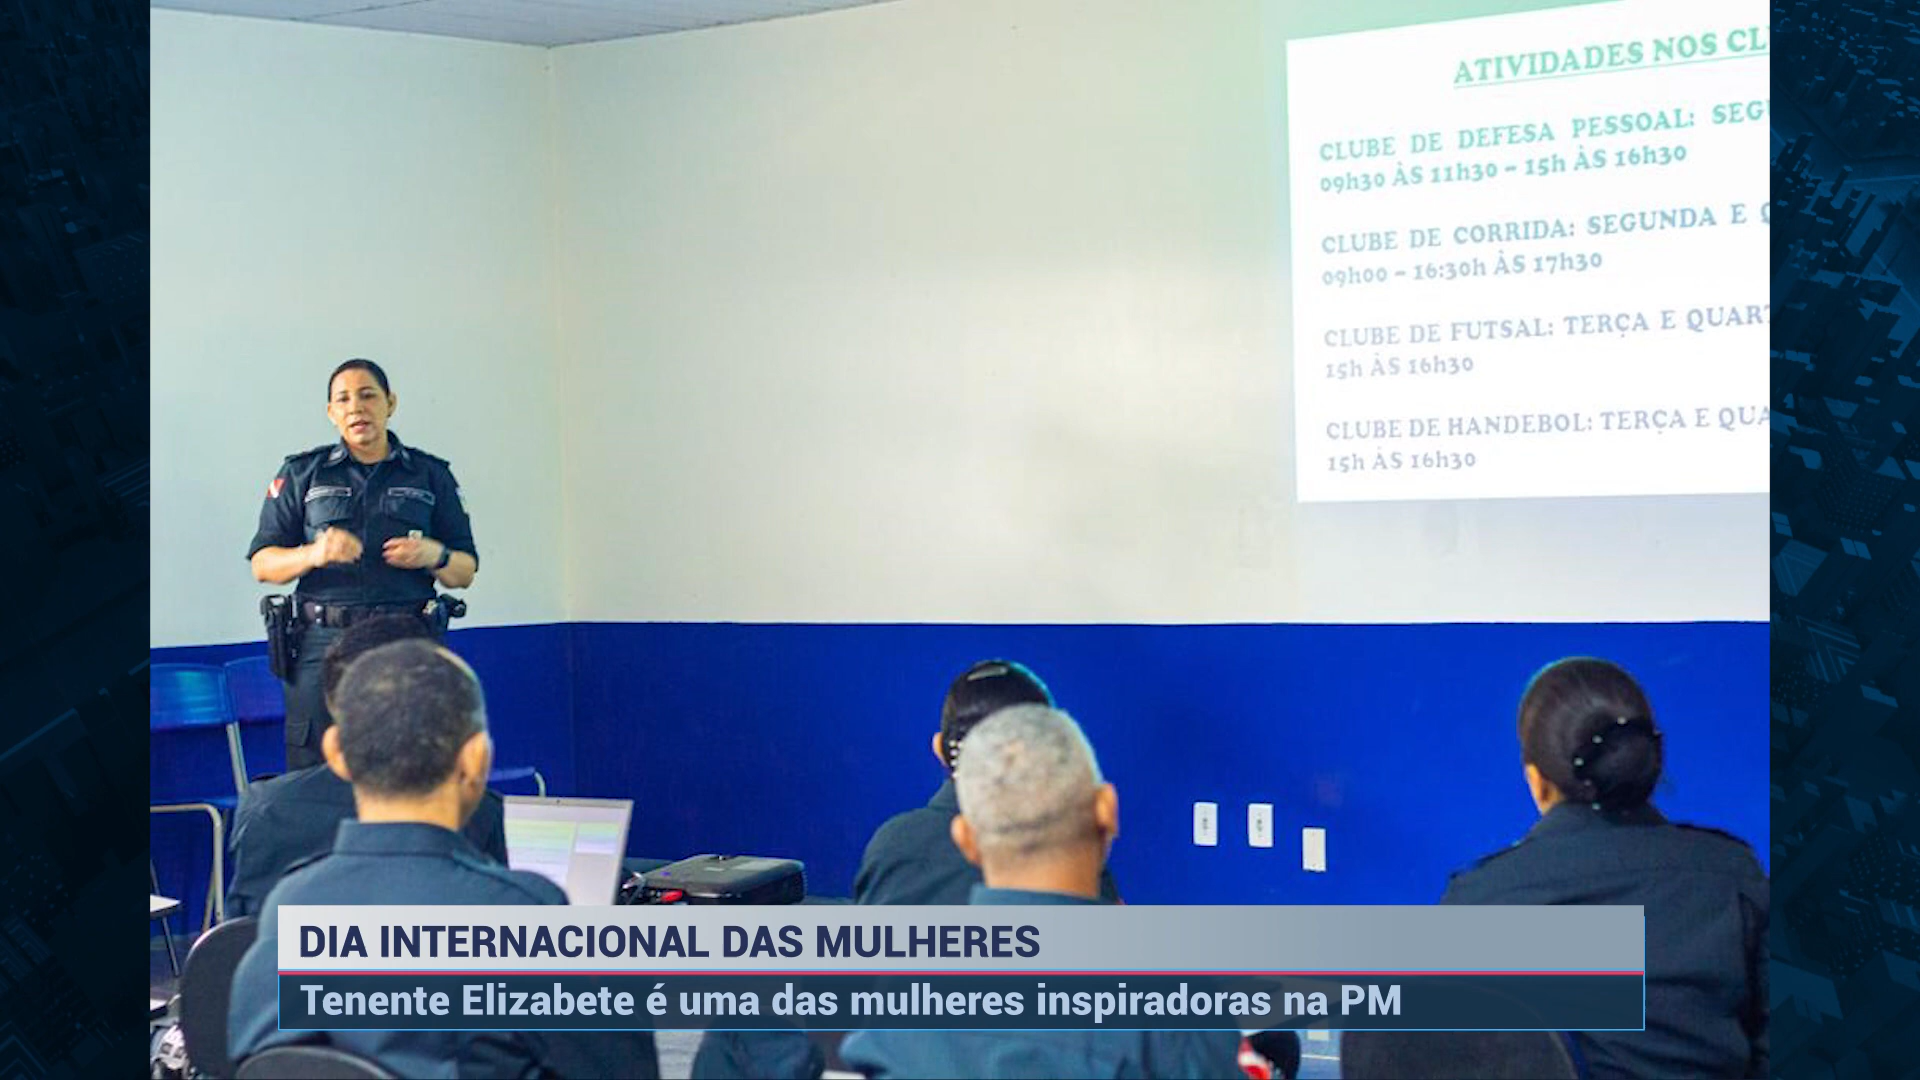 ATIVIDADES NOS CL
CLUBE DE DEFESA PESSOAL: SEGU
09h30 ÀS 11h30 – 15h ÀS 16h30
CLUBE DE CORRIDA: SEGUNDA E Q
09h00 – 16:30h ÀS 17h30
CLUBE DE FUTSAL: TERÇA E QUART
15h ÀS 16h30
CLUBE DE HANDEBOL: TERÇA E QUA
15h ÀS 16h30
DIA INTERNACIONAL DAS MULHERES
Tenente Elizabete é uma das mulheres inspiradoras na PM